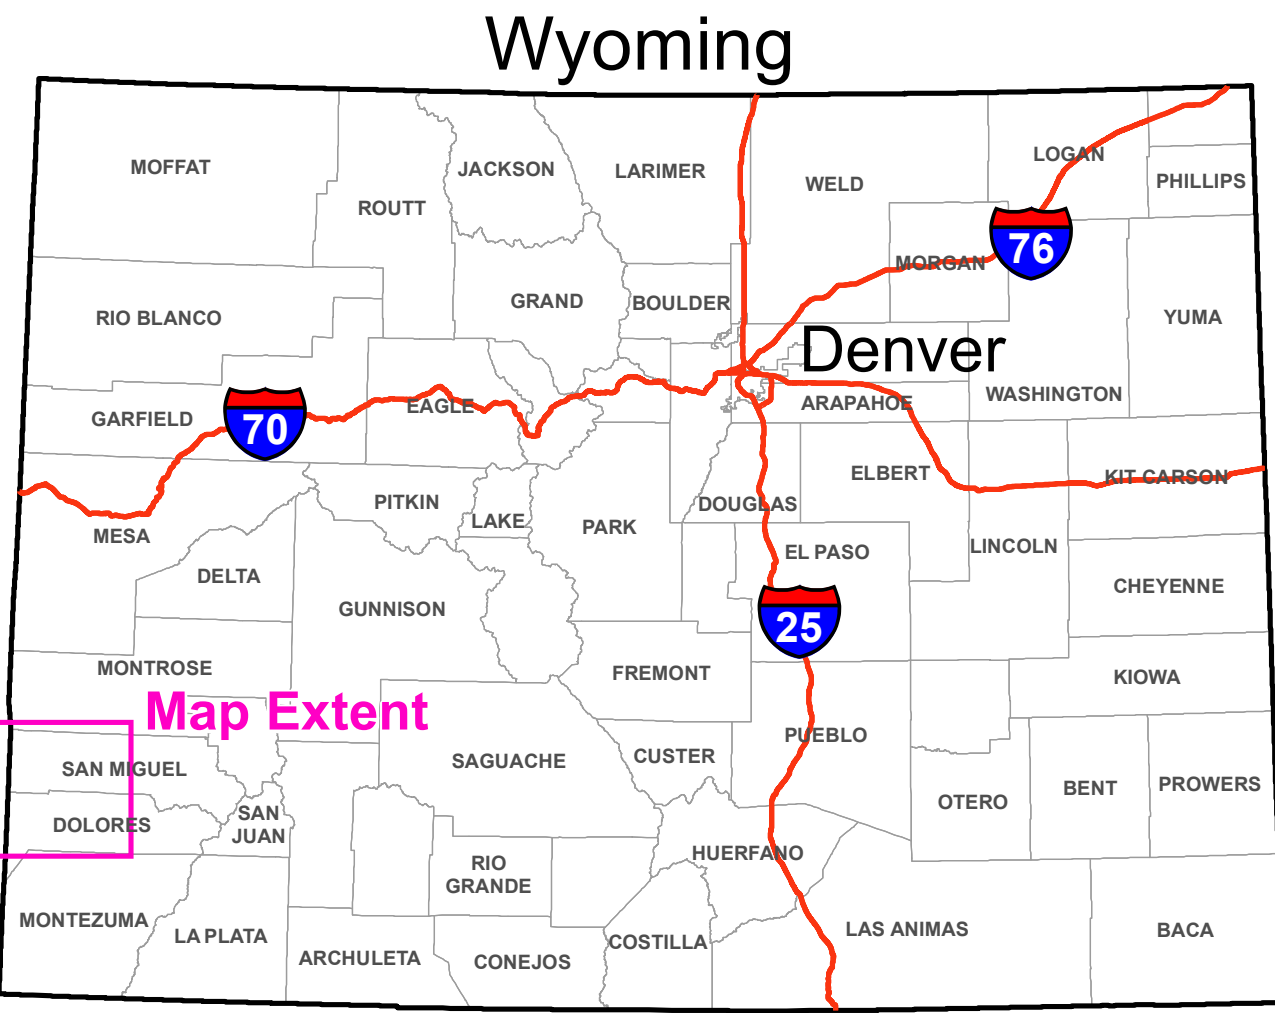 Wyoming
MOFFAT
JACKSON
LARIMER
LOGAN
PHILLIPS
WELD
ROUTT
76
MORGAN
GRAND
BOULDER
RIO BLANCO
YUMA
Denver
WASHINGTON
ARAPAHOE
EAGLE
GARFIELD
70
ELBERT
KIT CARSON
PITKIN
DOUGLAS
LAKE
PARK
MESA
LINCOLN
EL PASO
DELTA
CHEYENNE
GUNNISON
25
MONTROSE
FREMONT
KIOWA
Map Extent
PUEBLO
CUSTER
SAGUACHE
SAN MIGUEL
PROWERS
BENT
OTERO
SAN
JUAN
DOLORES
HUERFANO
RIO
GRANDE
MONTEZUMA
LA PLATA
LAS ANIMAS
BACA
COSTILLA
ARCHULETA
CONEJOS